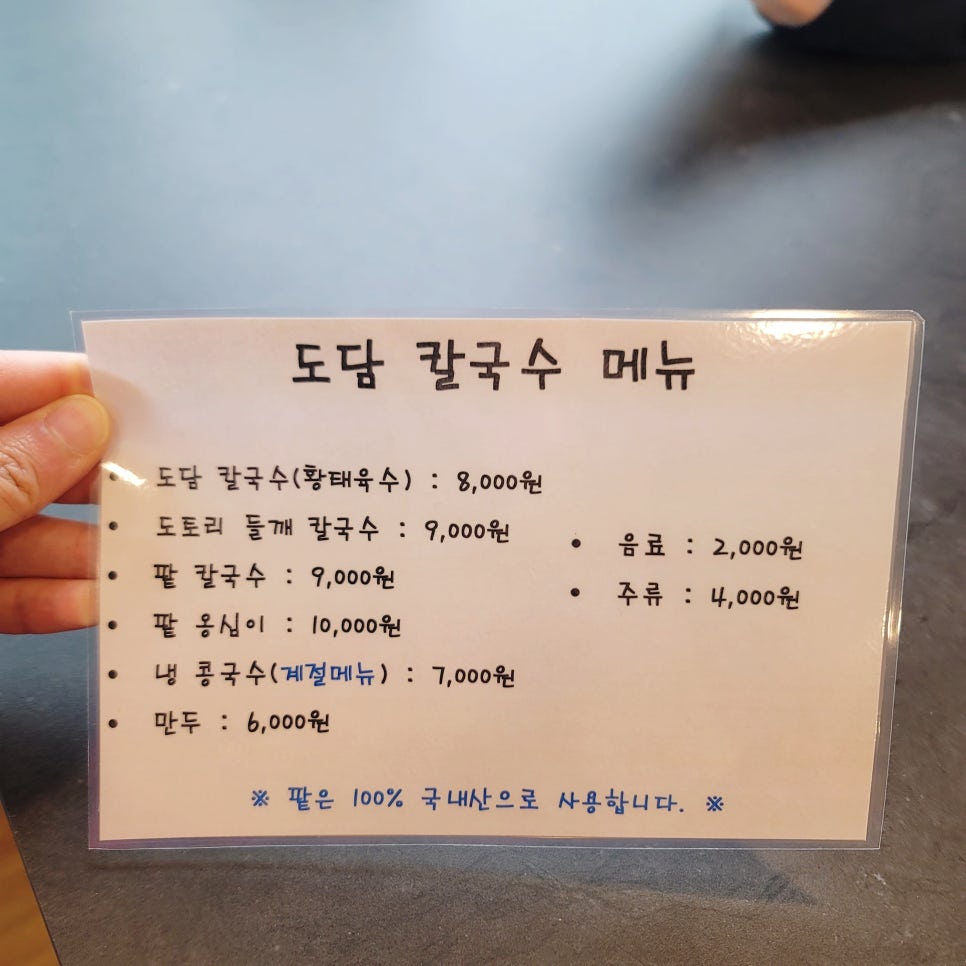 도담 칼국수 메뉴
• 도담 칼국수(황태육수) : 8,000원
• 도토리 들깨 칼국수 : 9,000원
• 팥 칼국수 : 9,000원
• 팥 옹심이 : 10,000원
• 냉 콩국수(계절메뉴) : 7,000원
• 만두 : 6,000원
• 음료 : 2,000원
• 주류 : 4,000원
※ 팥은 100% 국내산으로 사용합니다. ※